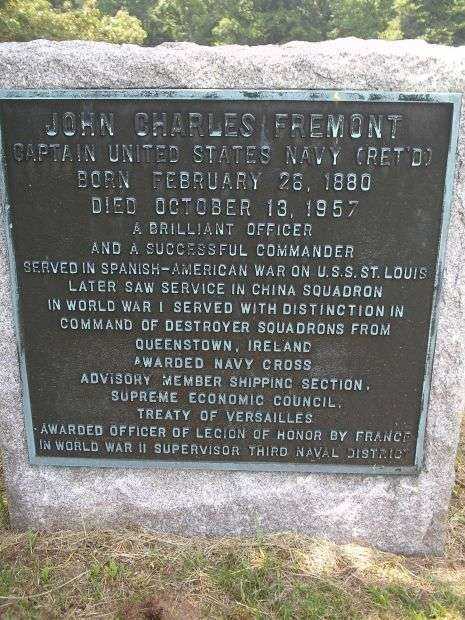 JOHN CHARLES FREMONT
CAPTAIN UNITED STATES NAVY (RET'D)
BORN FEBRUARY 28, 1880
DIED OCTOBER 13, 1957
A BRILLIANT OFFICER
AND A SUCCESSFUL COMMANDER
SERVED IN SPANISH-AMERICAN WAR ON U.S.S. ST. LOUIS
LATER SAW SERVICE IN CHINA SQUADRON
IN WORLD WAR I SERVED WITH DISTINCTION IN
COMMAND OF DESTROYER SQUADRONS FROM
QUEENSTOWN, IRELAND
AWARDED NAVY CROSS
ADVISORY MEMBER SHIPPING SECTION,
SUPREME ECONOMIC COUNCIL,
TREATY OF VERSAILLES
AWARDED OFFICER OF LEGION OF HONOR BY FRANCE
IN WORLD WAR II SUPERVISOR THIRD NAVAL DISTRICT